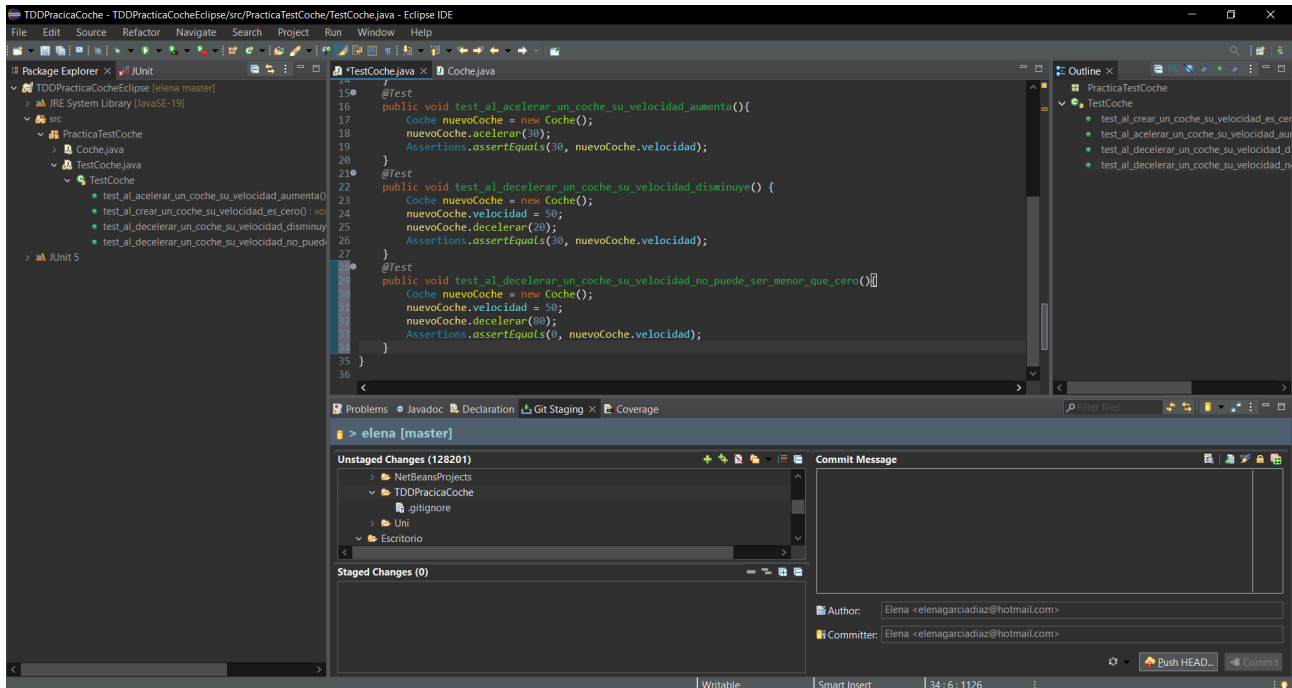 TDDPracicaCoche - TDDPracticaCocheEclipse/src/PracticaTestCoche/TestCoche.java - Eclipse IDE
File Edit Source Refactor Navigate Search Project Run Window Help
Package Explorer JUnit
TDDPracticaCocheEclipse [elena master]
JRE System Library [JavaSE-19]
src
PracticaTestCoche
Coche.java
TestCoche.java
TestCoche
test_al_acelerar_un_coche_su_velocidad_aumenta()
test_al_crear_un_coche_su_velocidad_es_cero() : voi
test_al_decelerar_un_coche_su_velocidad_disminuy
test_al_decelerar_un_coche_su_velocidad_no_pued
JUnit 5
*TestCoche.java Coche.java
14 }
15 @Test
16 public void test_al_acelerar_un_coche_su_velocidad_aumenta(){
17 Coche nuevoCoche = new Coche();
18 nuevoCoche.acelerar(30);
19 Assertions.assertEquals(30, nuevoCoche.velocidad);
20 }
21 @Test
22 public void test_al_decelerar_un_coche_su_velocidad_disminuye() {
23 Coche nuevoCoche = new Coche();
24 nuevoCoche.velocidad = 50;
25 nuevoCoche.decelerar(20);
26 Assertions.assertEquals(30, nuevoCoche.velocidad);
27 }
28 @Test
29 public void test_al_decelerar_un_coche_su_velocidad_no_puede_ser_menor_que_cero(){
30 Coche nuevoCoche = new Coche();
31 nuevoCoche.velocidad = 50;
32 nuevoCoche.decelerar(80);
33 Assertions.assertEquals(0, nuevoCoche.velocidad);
34 }
35 }
36
Outline
PracticaTestCoche
TestCoche
test_al_crear_un_coche_su_velocidad_es_cer
test_al_acelerar_un_coche_su_velocidad_au
test_al_decelerar_un_coche_su_velocidad_d
test_al_decelerar_un_coche_su_velocidad_n
Problems Javadoc Declaration Git Staging Coverage
Filter files
> elena [master]
Unstaged Changes (128201)
NetBeansProjects
TDDPracicaCoche
.gitignore
Uni
Escritorio
Staged Changes (0)
Commit Message
Author: Elena <elenagarciadiaz@hotmail.com>
Committer: Elena <elenagarciadiaz@hotmail.com>
Push HEAD... Commit
Writable Smart Insert 34 : 6 : 1126